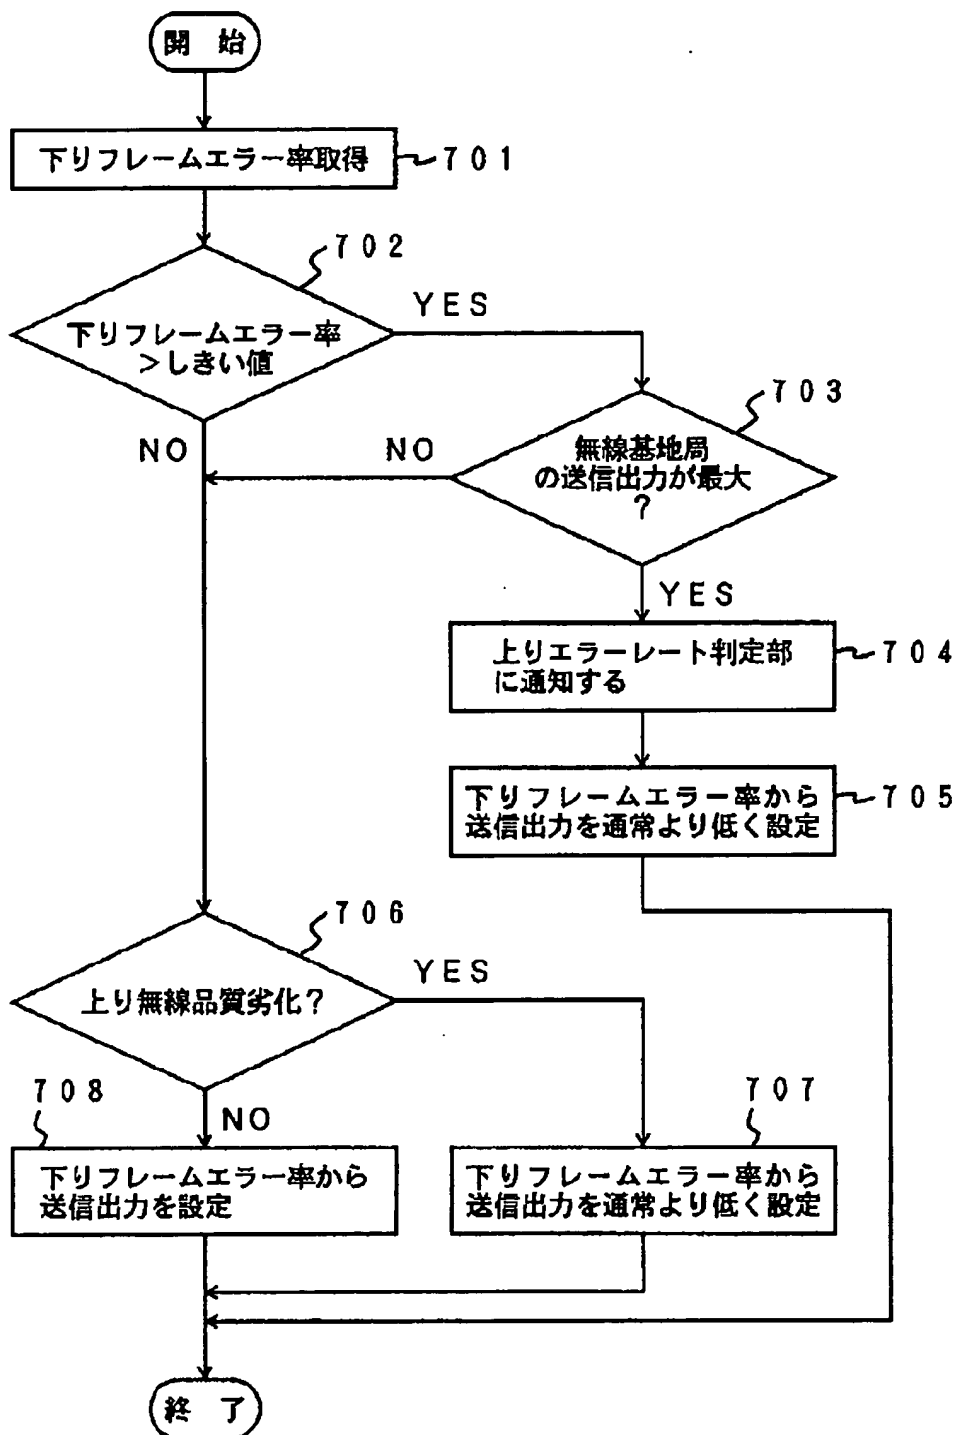 開 始
下りフレームエラー率取得
701
702
下りフレームエラー率
>しきい値
YES
NO
703
無線基地局
の送信出力が最大
?
NO
YES
上りエラーレート判定部
に通知する
704
下りフレームエラー率から
送信出力を通常より低く設定
705
706
上り無線品質劣化?
YES
NO
708
下りフレームエラー率から
送信出力を設定
707
下りフレームエラー率から
送信出力を通常より低く設定
終 了